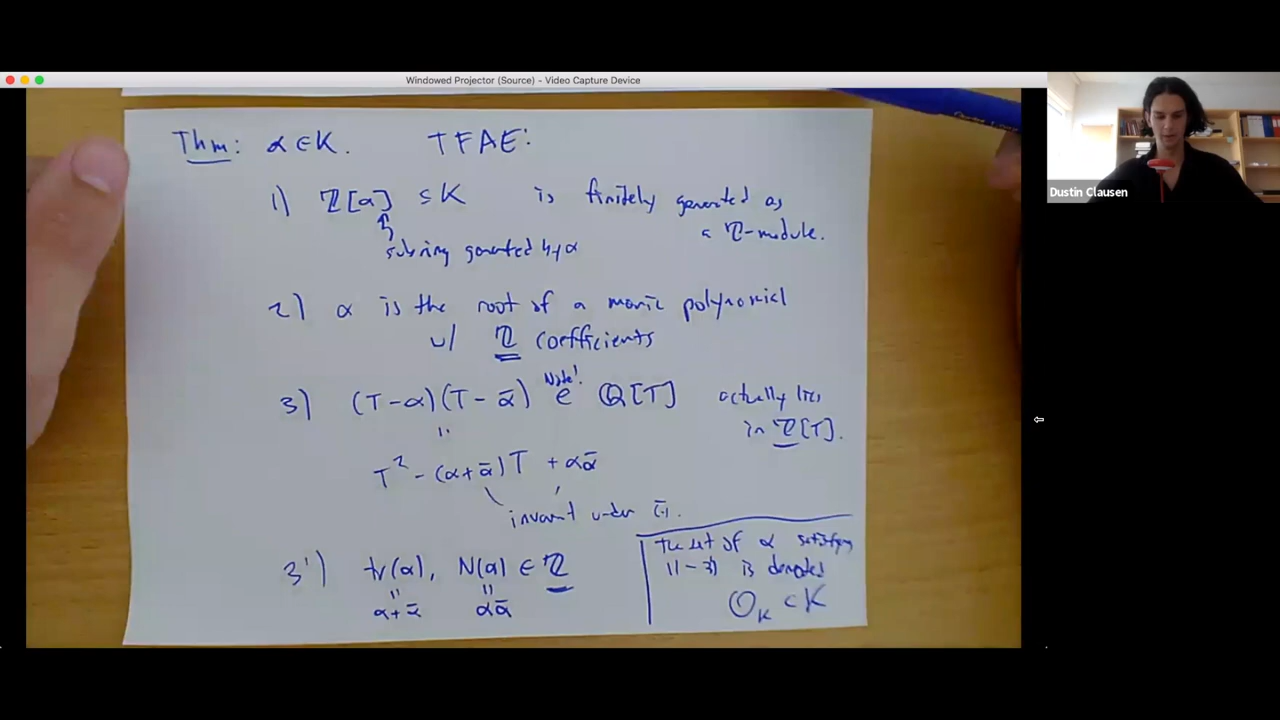 Windowed Projector (Source) - Video Capture Device
Dustin Clausen
Thm: α ∈ K. TFAE:
1) ℤ[α] ⊆ K is finitely generated as
a ℤ-module.
subring generated by α
2) α is the root of a monic polynomial
w/ ℤ coefficients
Note!
3) (T-α)(T-ᾱ) ∈ ℚ[T] actually lies
in ℤ[T].
"
T² - (α+ᾱ)T + αᾱ
invariant under (̄·).
3') tr(α), N(α) ∈ ℤ
" "
α+ᾱ αᾱ
The set of α satisfying
1) - 3) is denoted
𝒪_K ⊂ K